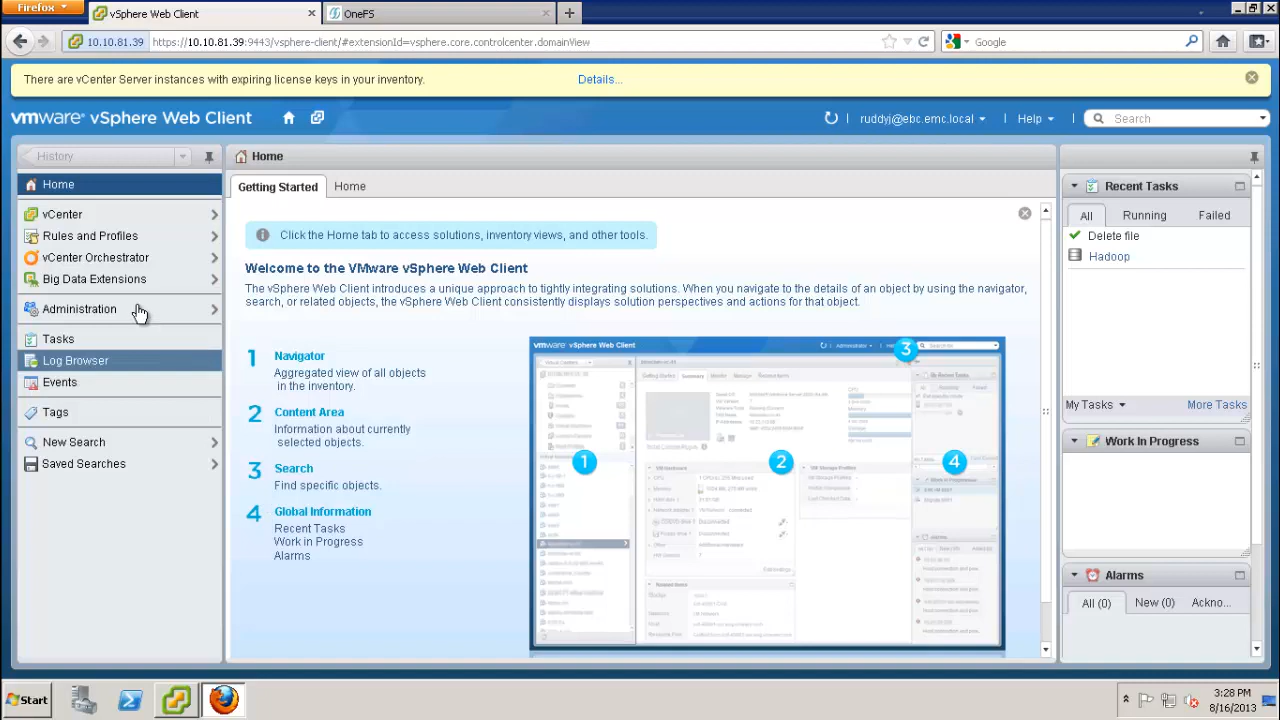 Firefox
vSphere Web Client
OneFS
10.10.81.39
https://10.10.81.39:9443/vsphere-client/#extensionId=vsphere.core.controlcenter.domainView
Google
There are vCenter Server instances with expiring license keys in your inventory.
Details...
vmware vSphere Web Client
ruddyj@ebc.emc.local
Help
Search
History
Home
vCenter
Rules and Profiles
vCenter Orchestrator
Big Data Extensions
Administration
Tasks
Log Browser
New Search
Saved Searches
Home
Getting Started
Home
Click the Home tab to access solutions, inventory views, and other tools.
Welcome to the VMware vSphere Web Client
The vSphere Web Client introduces a unique approach to tightly integrating solutions. When you navigate to the details of an object by using the navigator,
search, or related objects, the vSphere Web Client consistently displays solution perspectives and actions for that object.
1 Navigator
Aggregated view of all objects
in the inventory.
2 Content Area
Information about currently
selected objects.
3 Search
Find specific objects.
4 Global Information
Recent Tasks
Work in Progress
Alarms
vmware vSphere Web Client
Administrator
3
1
2
4
Recent Tasks
All
Running
Failed
Delete file
Hadoop
My Tasks
More Tasks
Work In Progress
Alarms
All (0)
New (0)
Ackno...
Start
3:28 PM
8/16/2013